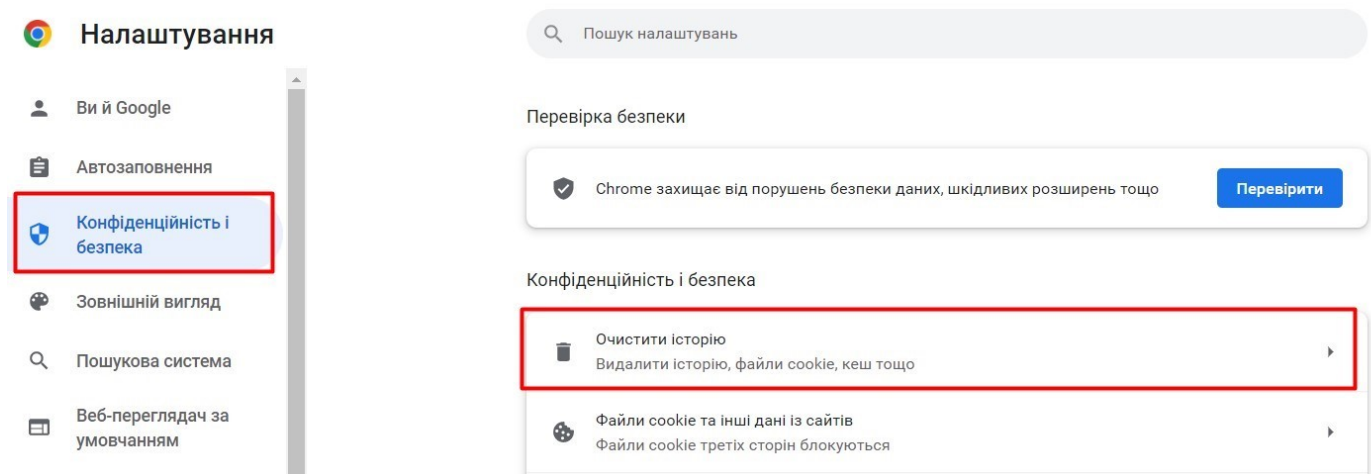 Налаштування
Ви й Google
Автозаповнення
Конфіденційність і
безпека
Зовнішній вигляд
Пошукова система
Веб-переглядач за
умовчанням
Пошук налаштувань
Перевірка безпеки
Chrome захищає від порушень безпеки даних, шкідливих розширень тощо
Перевірити
Конфіденційність і безпека
Очистити історію
Видалити історію, файли cookie, кеш тощо
Файли cookie та інші дані із сайтів
Файли cookie третіх сторін блокуються